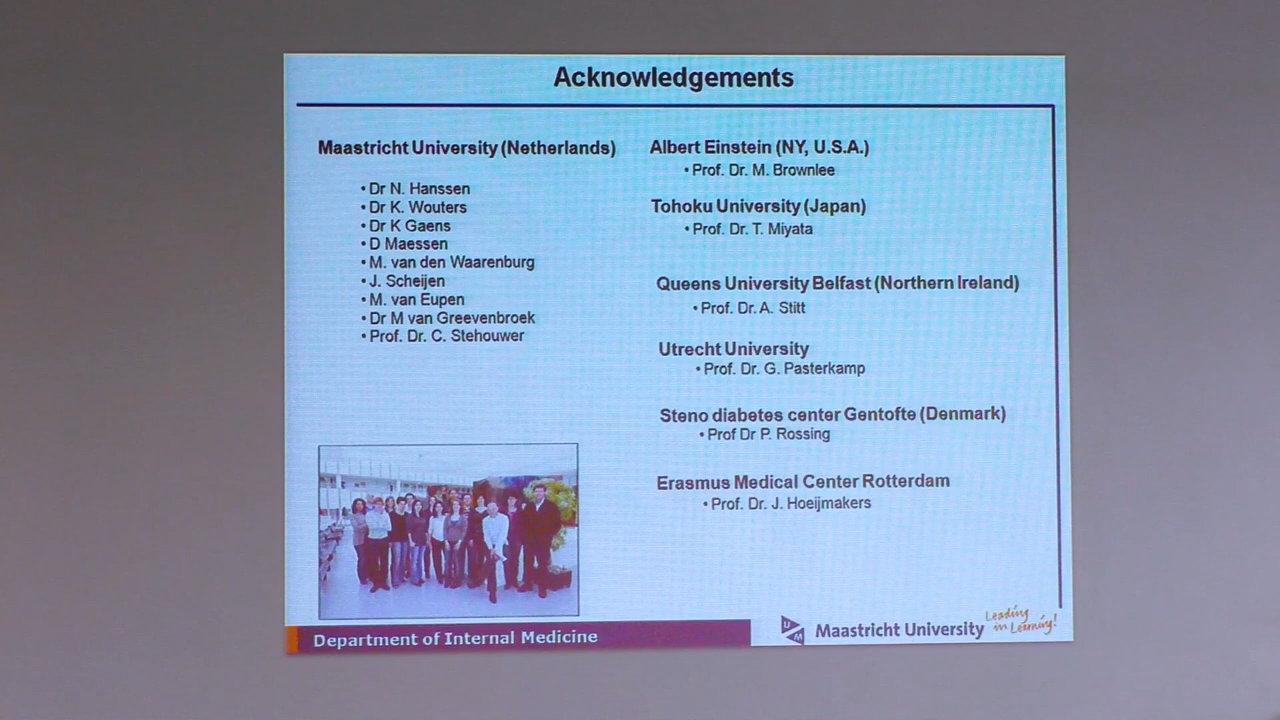 Acknowledgements
Maastricht University (Netherlands)
• Dr N. Hanssen
• Dr K. Wouters
• Dr K Gaens
• D Maessen
• M. van den Waarenburg
• J. Scheijen
• M. van Eupen
• Dr M van Greevenbroek
• Prof. Dr. C. Stehouwer
Albert Einstein (NY, U.S.A.)
• Prof. Dr. M. Brownlee
Tohoku University (Japan)
• Prof. Dr. T. Miyata
Queens University Belfast (Northern Ireland)
• Prof. Dr. A. Stitt
Utrecht University
• Prof. Dr. G. Pasterkamp
Steno diabetes center Gentofte (Denmark)
• Prof Dr P. Rossing
Erasmus Medical Center Rotterdam
• Prof. Dr. J. Hoeijmakers
Department of Internal Medicine
U
M
Maastricht University
Leading
in Learning!